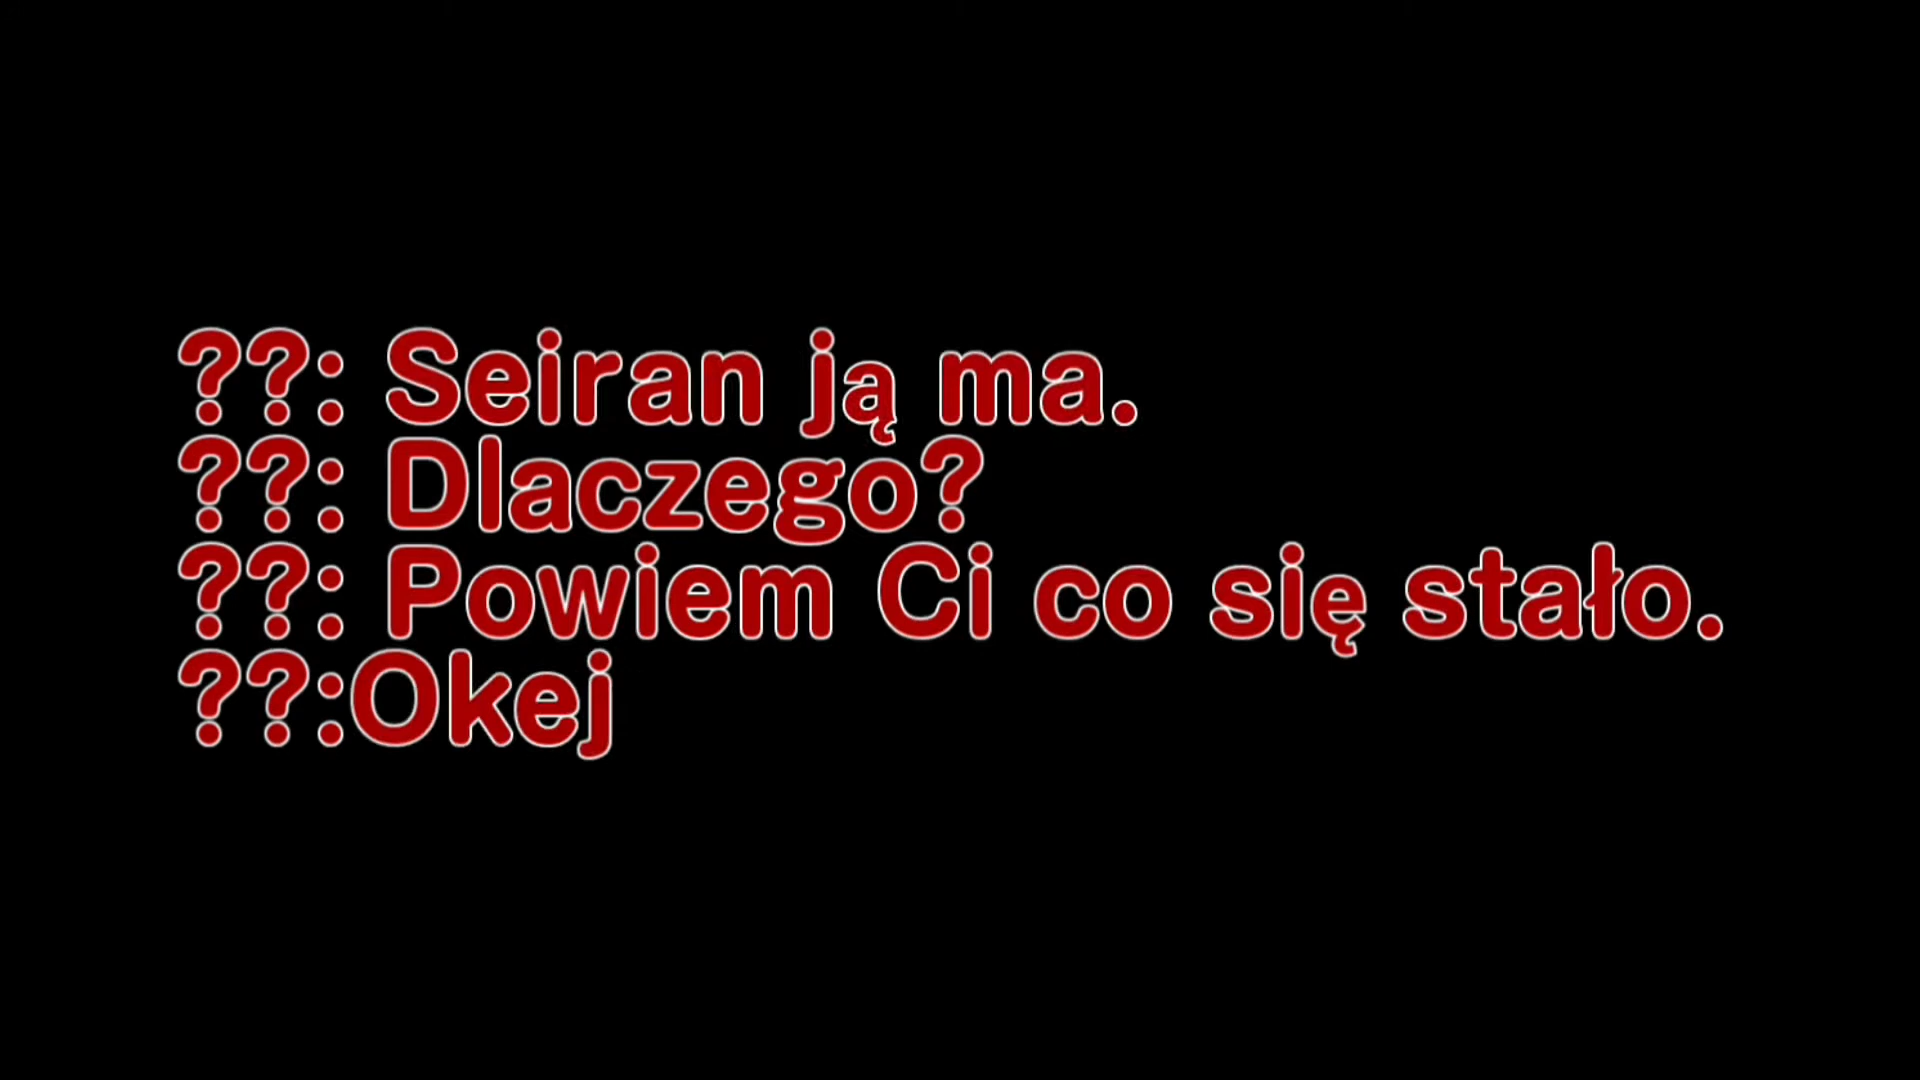 ??: Seiran ją ma.
??: Dlaczego?
??: Powiem Ci co się stało.
??:Okej